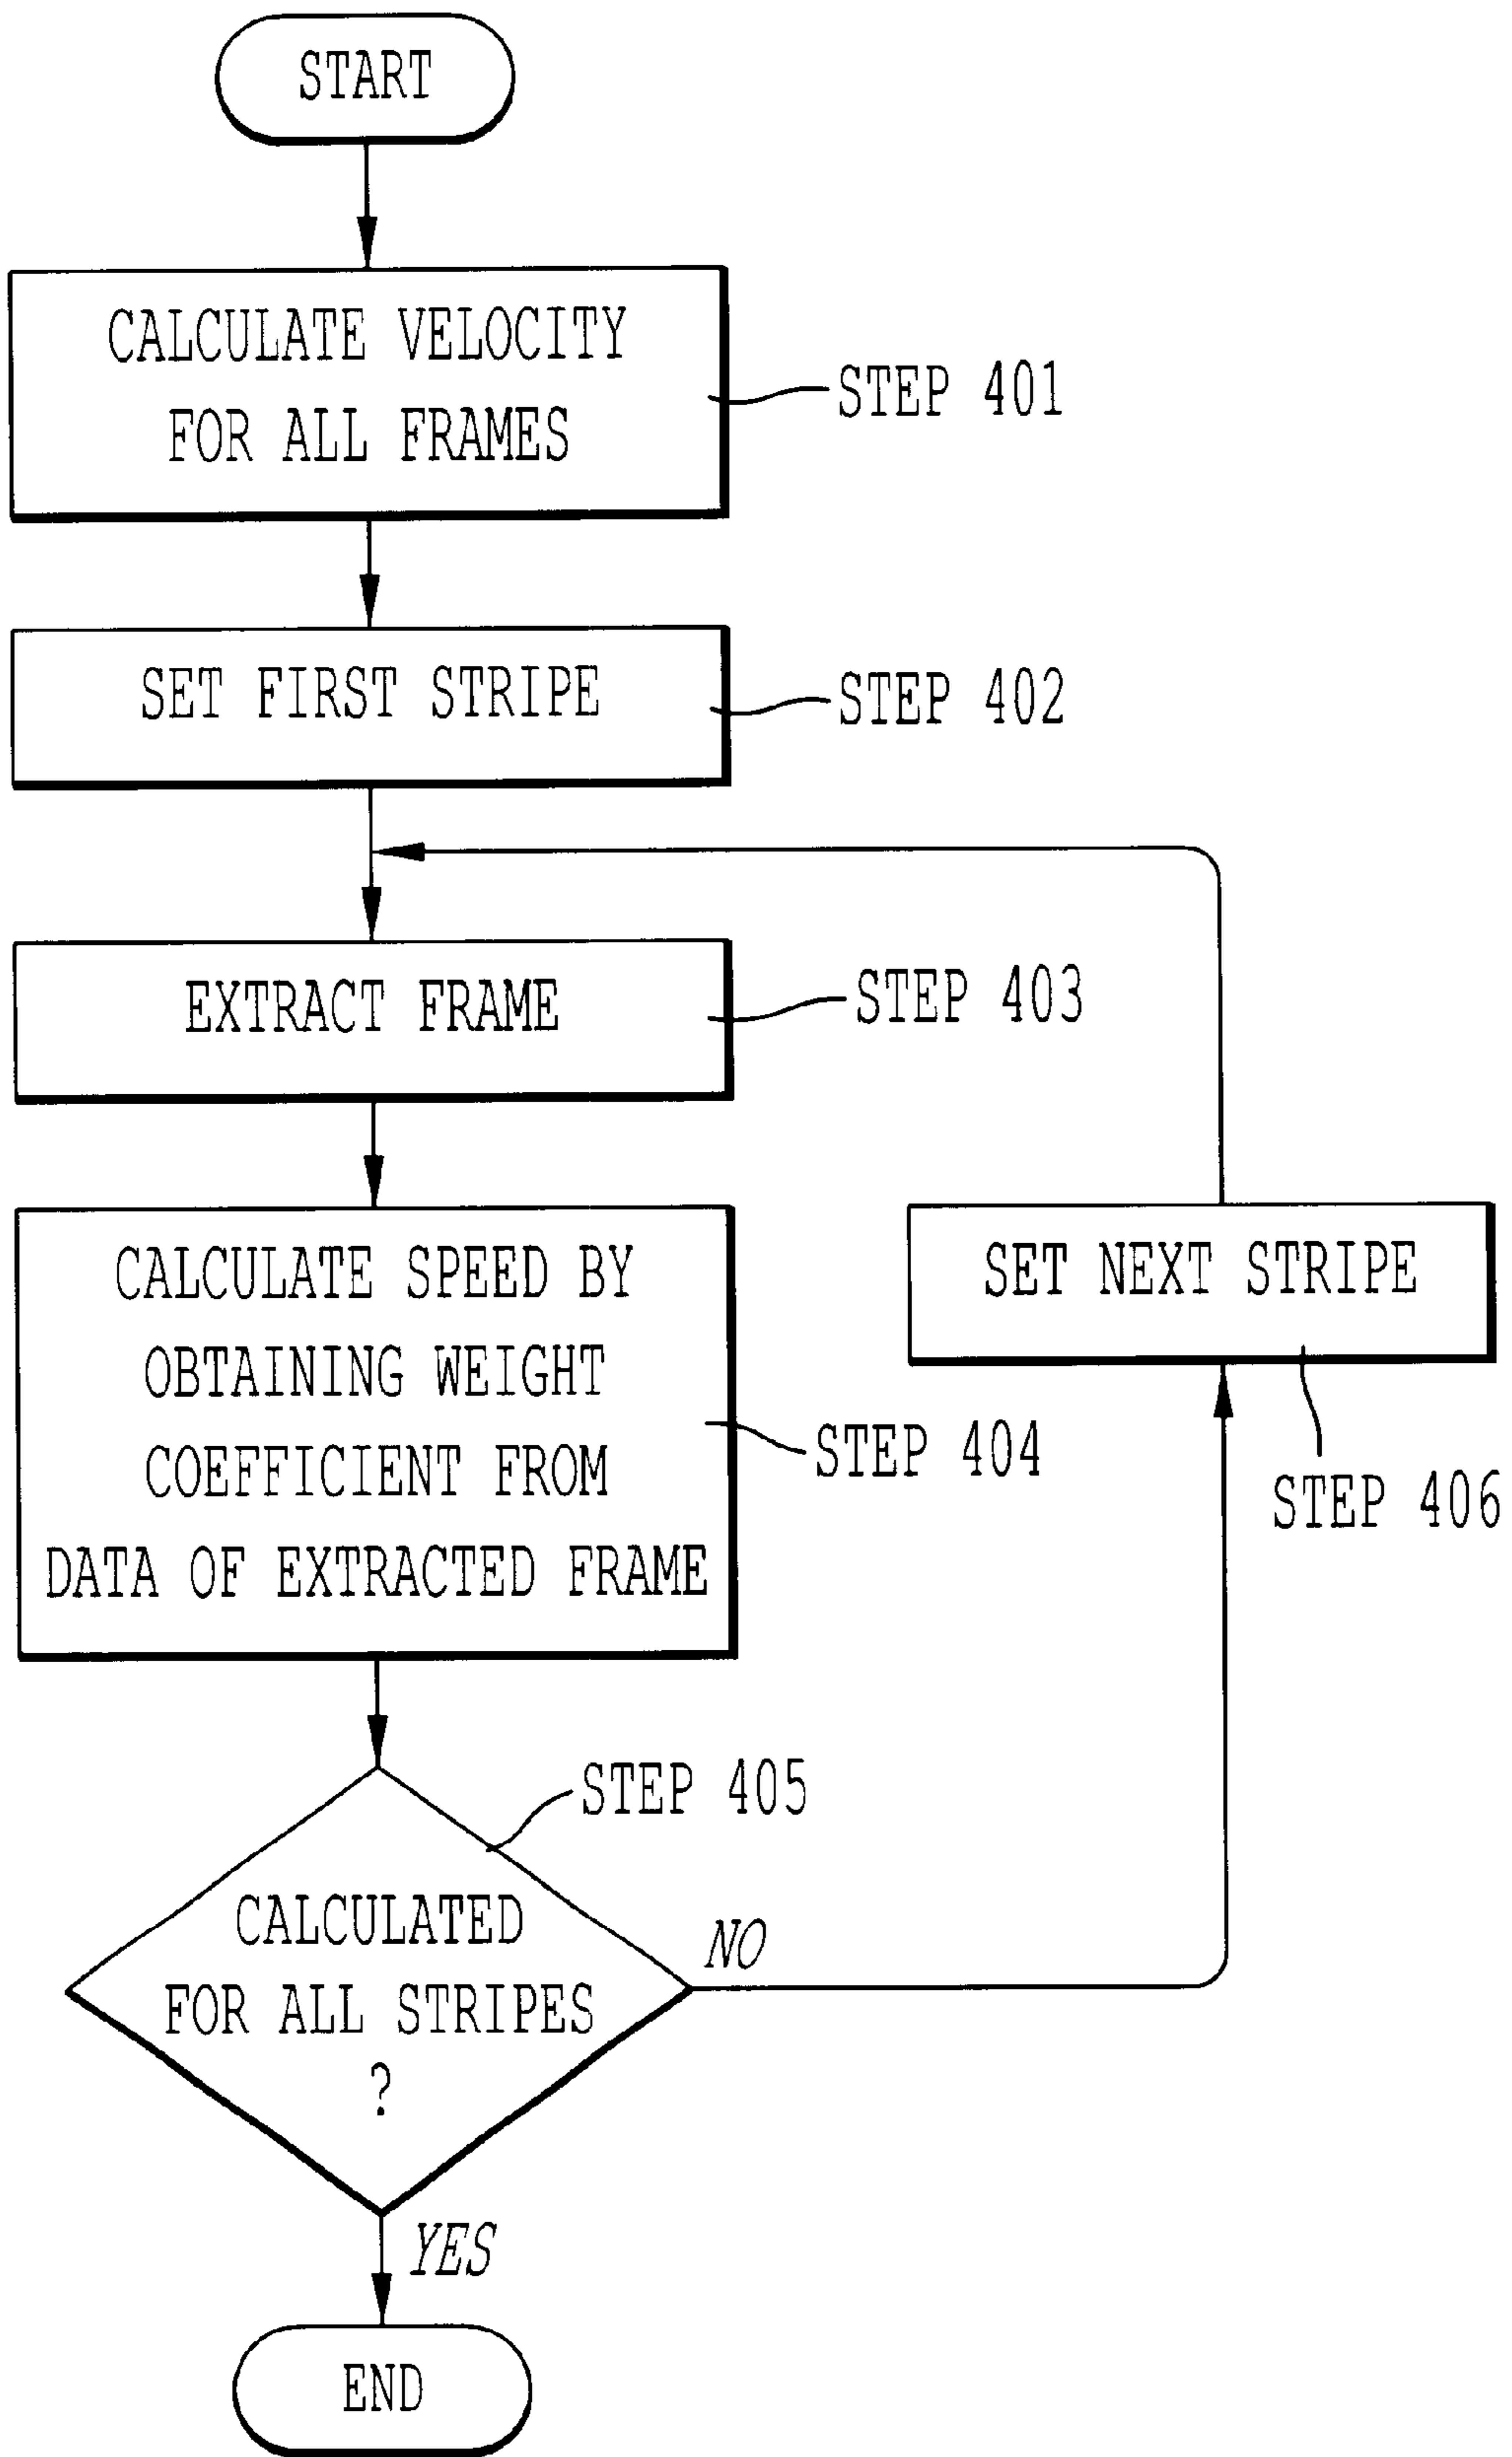 START
CALCULATE VELOCITY
FOR ALL FRAMES
STEP 401
SET FIRST STRIPE
STEP 402
EXTRACT FRAME
STEP 403
CALCULATE SPEED BY
OBTAINING WEIGHT
COEFFICIENT FROM
DATA OF EXTRACTED FRAME
STEP 404
SET NEXT STRIPE
STEP 406
STEP 405
CALCULATED
FOR ALL STRIPES
?
NO
YES
END